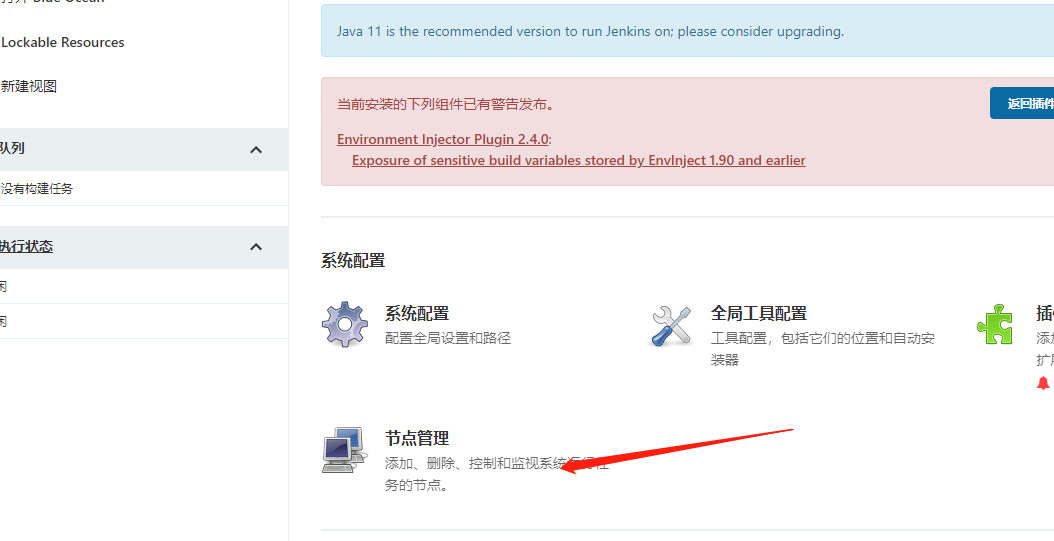 Blue Ocean
Lockable Resources
新建视图
队列
没有构建任务
执行状态
闲
闲
Java 11 is the recommended version to run Jenkins on; please consider upgrading.
当前安装的下列组件已有警告发布。
返回插件
Environment Injector Plugin 2.4.0:
Exposure of sensitive build variables stored by EnvInject 1.90 and earlier
系统配置
系统配置
配置全局设置和路径
全局工具配置
工具配置，包括它们的位置和自动安
装器
插
添加
扩展
节点管理
添加、删除、控制和监视系统运行任
务的节点。